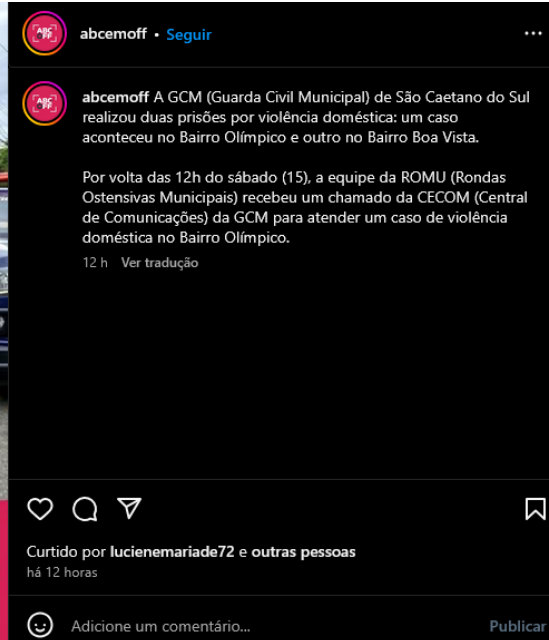 ABC
OFF
abcemoff • Seguir
ABC
OFF
abcemoff A GCM (Guarda Civil Municipal) de São Caetano do Sul
realizou duas prisões por violência doméstica: um caso
aconteceu no Bairro Olímpico e outro no Bairro Boa Vista.
Por volta das 12h do sábado (15), a equipe da ROMU (Rondas
Ostensivas Municipais) recebeu um chamado da CECOM (Central
de Comunicações) da GCM para atender um caso de violência
doméstica no Bairro Olímpico.
12 h Ver tradução
Curtido por lucienemariade72 e outras pessoas
há 12 horas
Adicione um comentário... Publicar